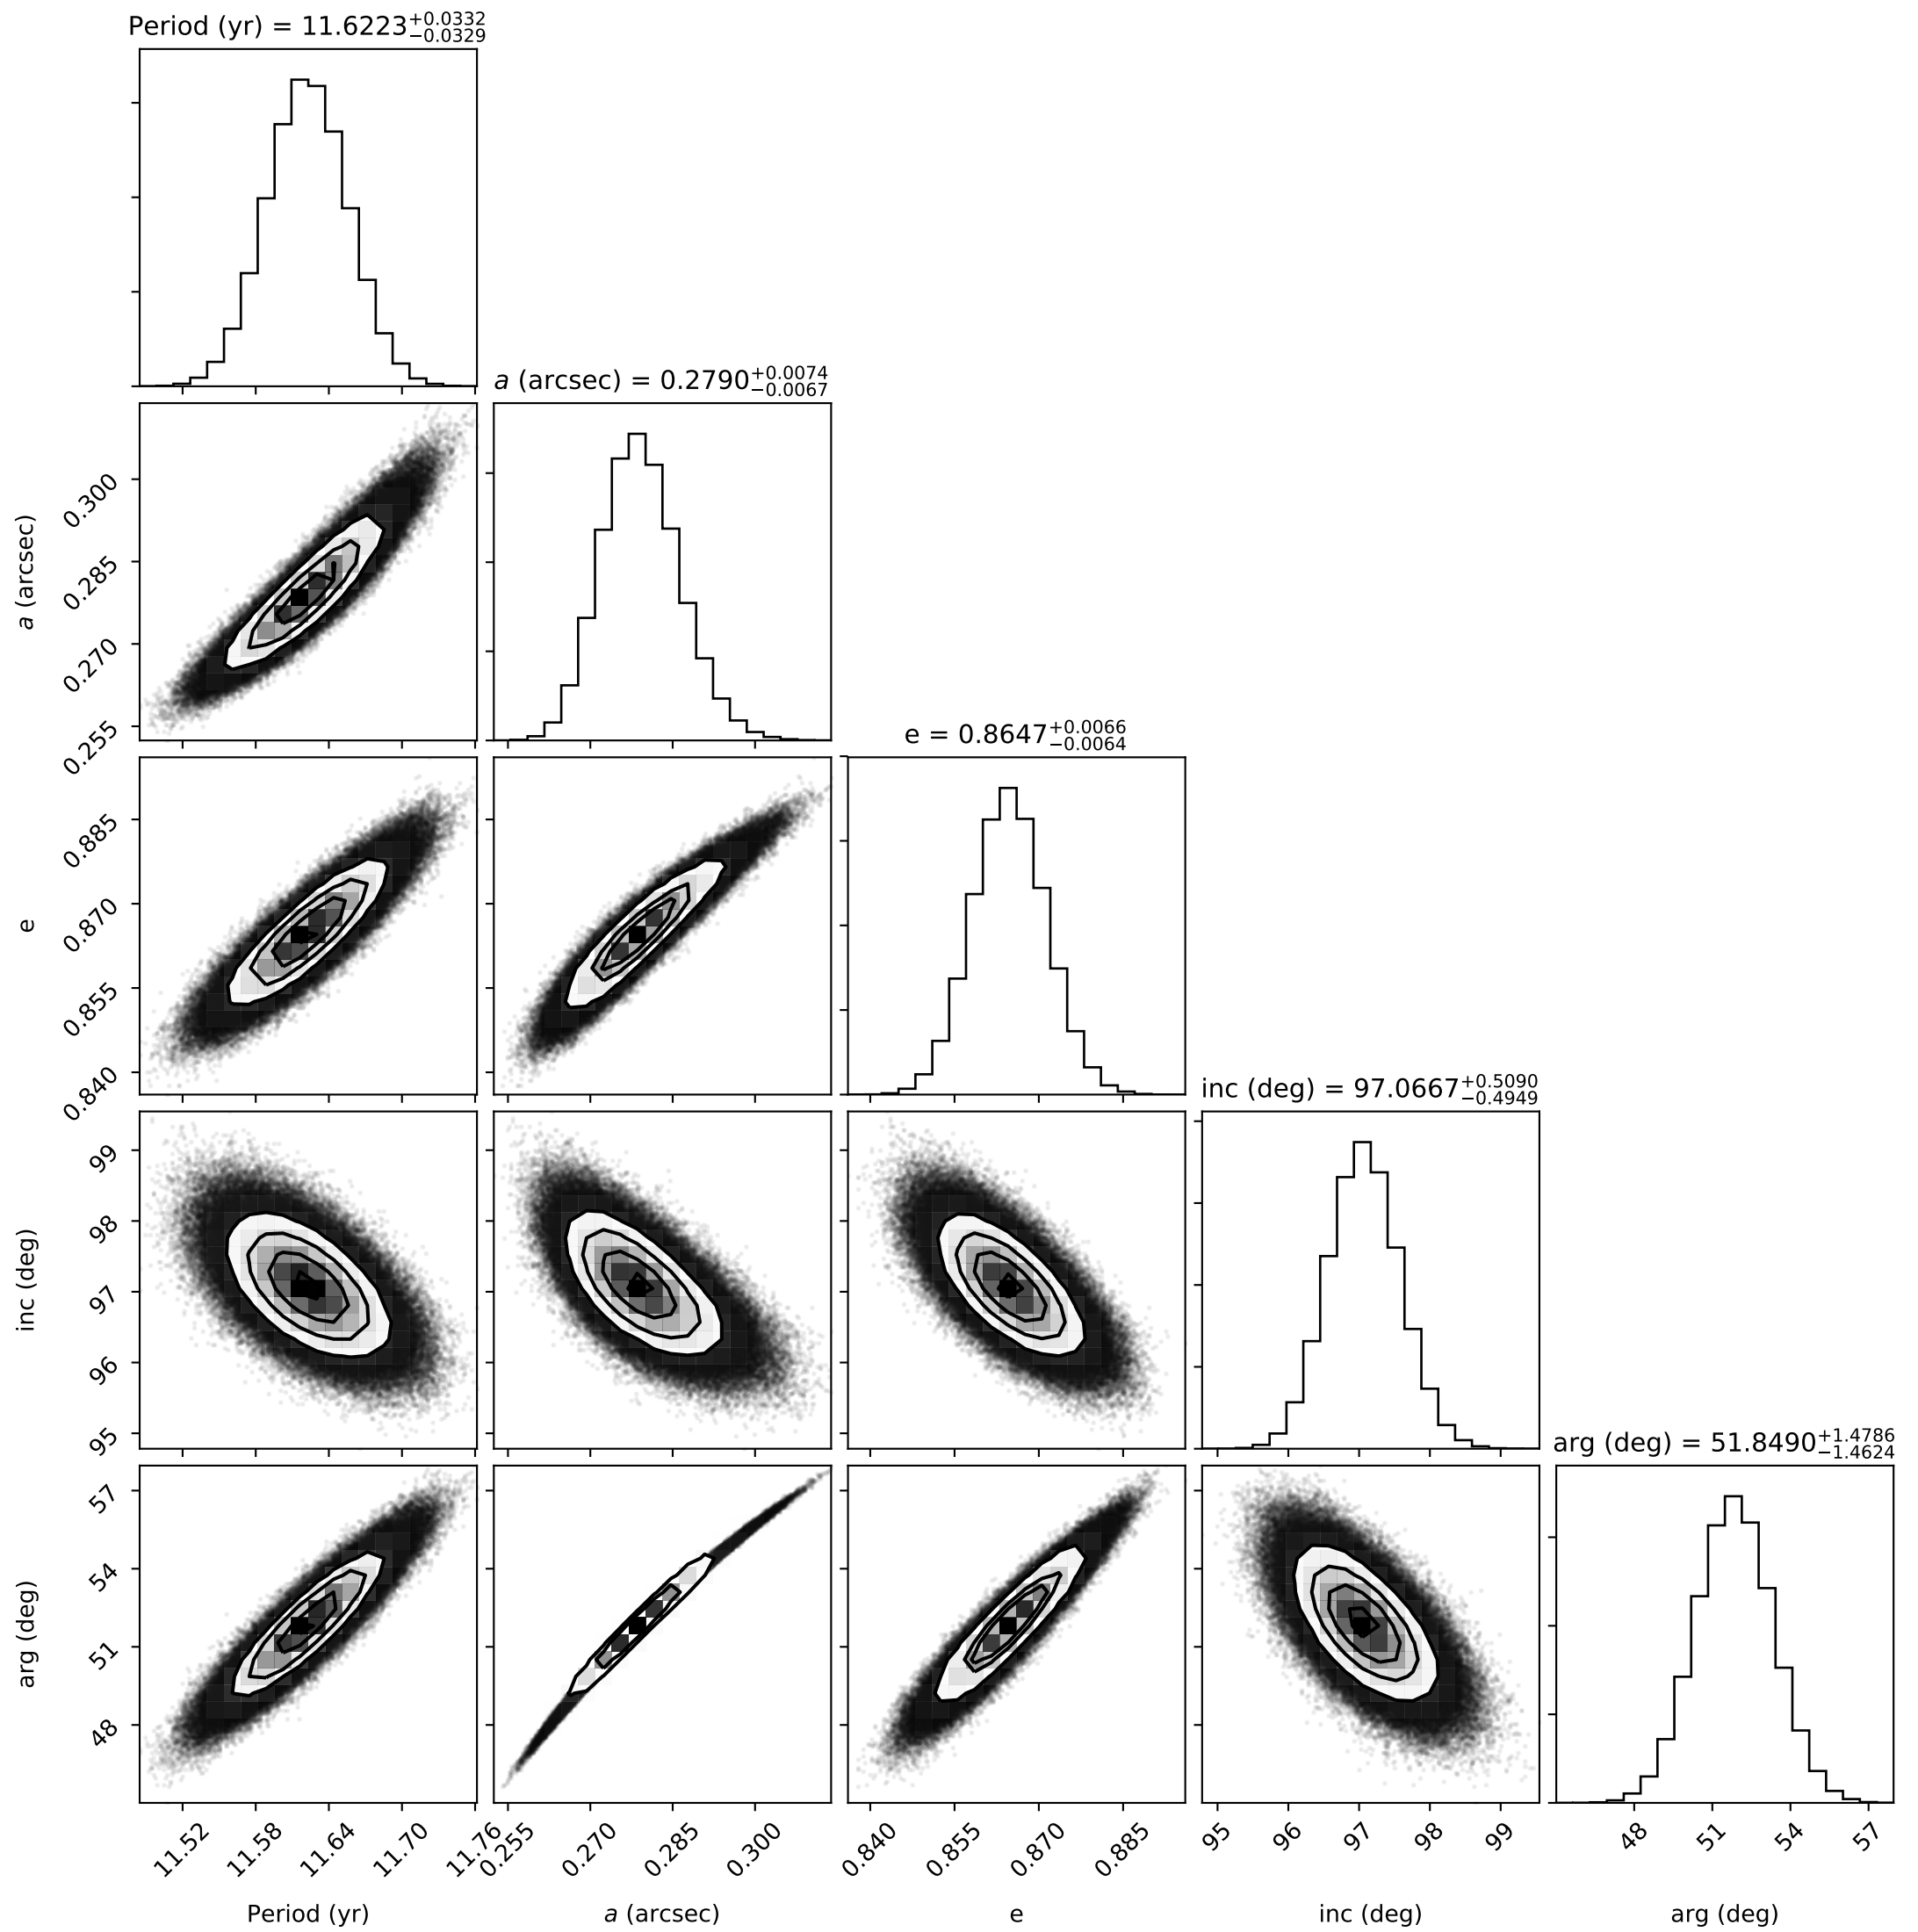 Period (yr) = 11.6223+0.0332 −0.0329
a (arcsec) = 0.2790+0.0074 −0.0067
0.300
0.285
0.270
0.255
a (arcsec)
e = 0.8647+0.0066 −0.0064
0.885
0.870
0.855
0.840
e
inc (deg) = 97.0667+0.5090 −0.4949
99
98
97
96
95
inc (deg)
arg (deg) = 51.8490+1.4786 −1.4624
57
54
51
48
arg (deg)
11.52 11.58 11.64 11.70 11.76 0.255 0.270 0.285 0.300 0.840 0.855 0.870 0.885 95 96 97 98 99 48 51 54 57
Period (yr) a (arcsec) e inc (deg) arg (deg)